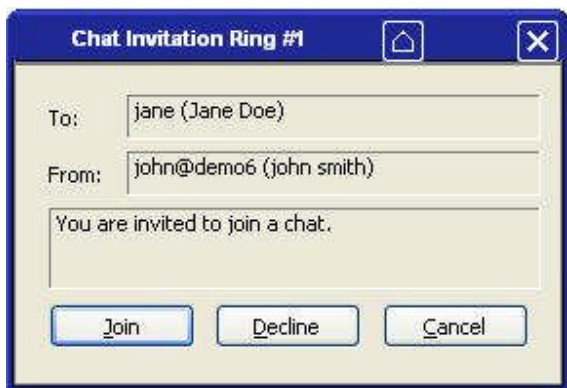 Chat Invitation Ring #1
To: jane (Jane Doe)
From: john@demo6 (john smith)
You are invited to join a chat.
Join Decline Cancel